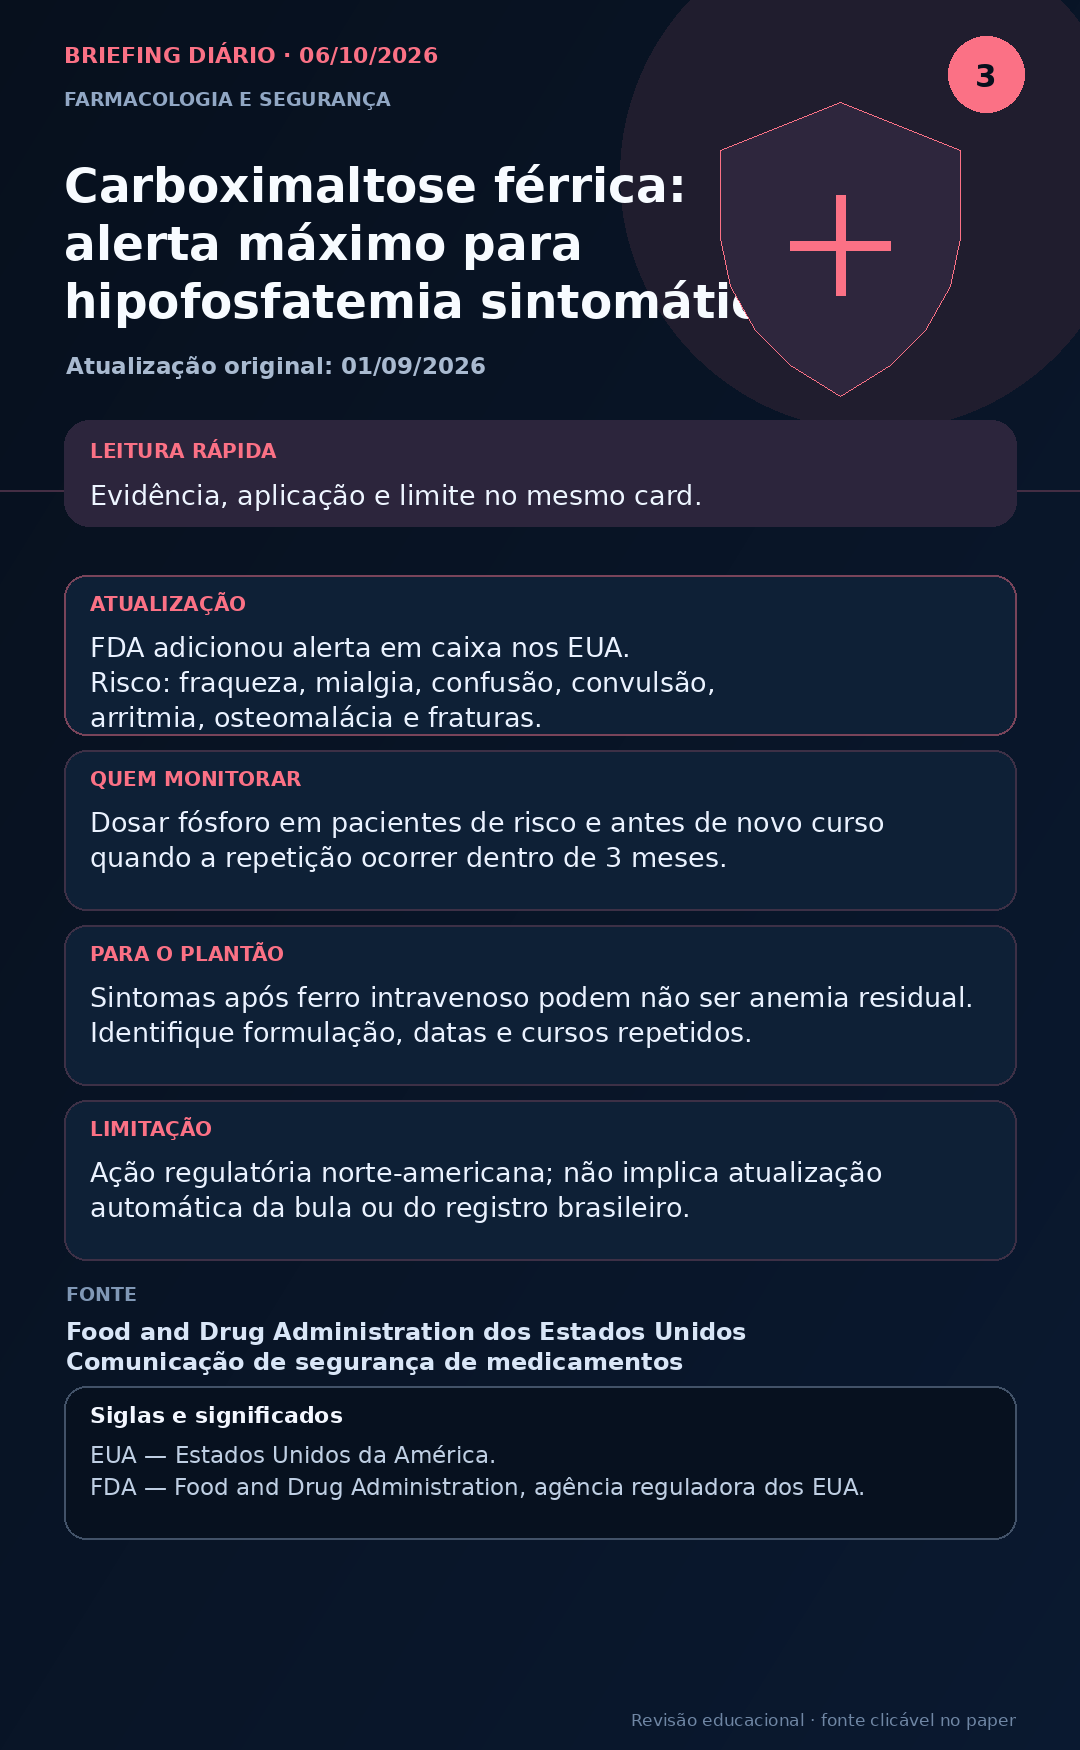 BRIEFING DIÁRIO · 06/10/2026
3
FARMACOLOGIA E SEGURANÇA
Carboximaltose férrica:
alerta máximo para
hipofosfatemia sintomátic
Atualização original: 01/09/2026
LEITURA RÁPIDA
Evidência, aplicação e limite no mesmo card.
ATUALIZAÇÃO
FDA adicionou alerta em caixa nos EUA.
Risco: fraqueza, mialgia, confusão, convulsão,
arritmia, osteomalácia e fraturas.
QUEM MONITORAR
Dosar fósforo em pacientes de risco e antes de novo curso
quando a repetição ocorrer dentro de 3 meses.
PARA O PLANTÃO
Sintomas após ferro intravenoso podem não ser anemia residual.
Identifique formulação, datas e cursos repetidos.
LIMITAÇÃO
Ação regulatória norte-americana; não implica atualização
automática da bula ou do registro brasileiro.
FONTE
Food and Drug Administration dos Estados Unidos
Comunicação de segurança de medicamentos
Siglas e significados
EUA — Estados Unidos da América.
FDA — Food and Drug Administration, agência reguladora dos EUA.
Revisão educacional · fonte clicável no paper